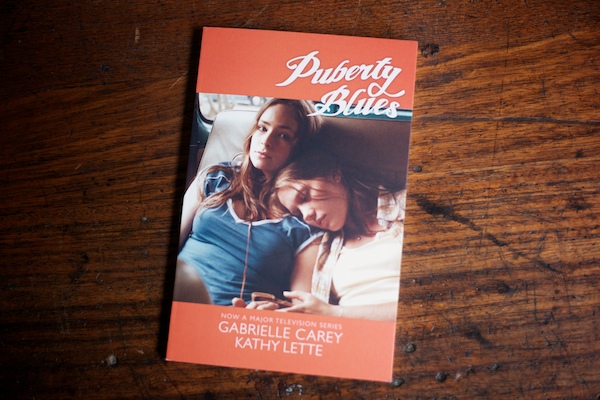 Puberty
Blues
NOW A MAJOR TELEVISION SERIES
GABRIELLE CAREY
KATHY LETTE